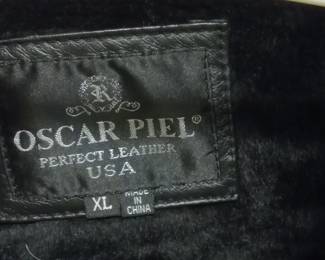 R
OSCAR PIEL®
PERFECT LEATHER
USA
XL
MADE
IN
CHINA